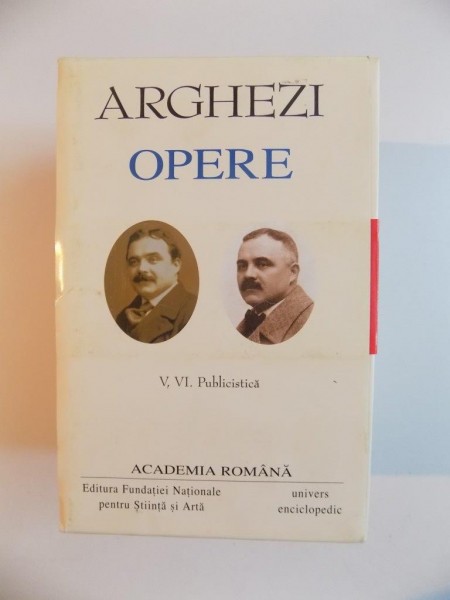 ARGHEZI
OPERE
V, VI. Publicistică
ACADEMIA ROMÂNĂ
Editura Fundației Naționale
pentru Știință și Artă
univers
enciclopedic